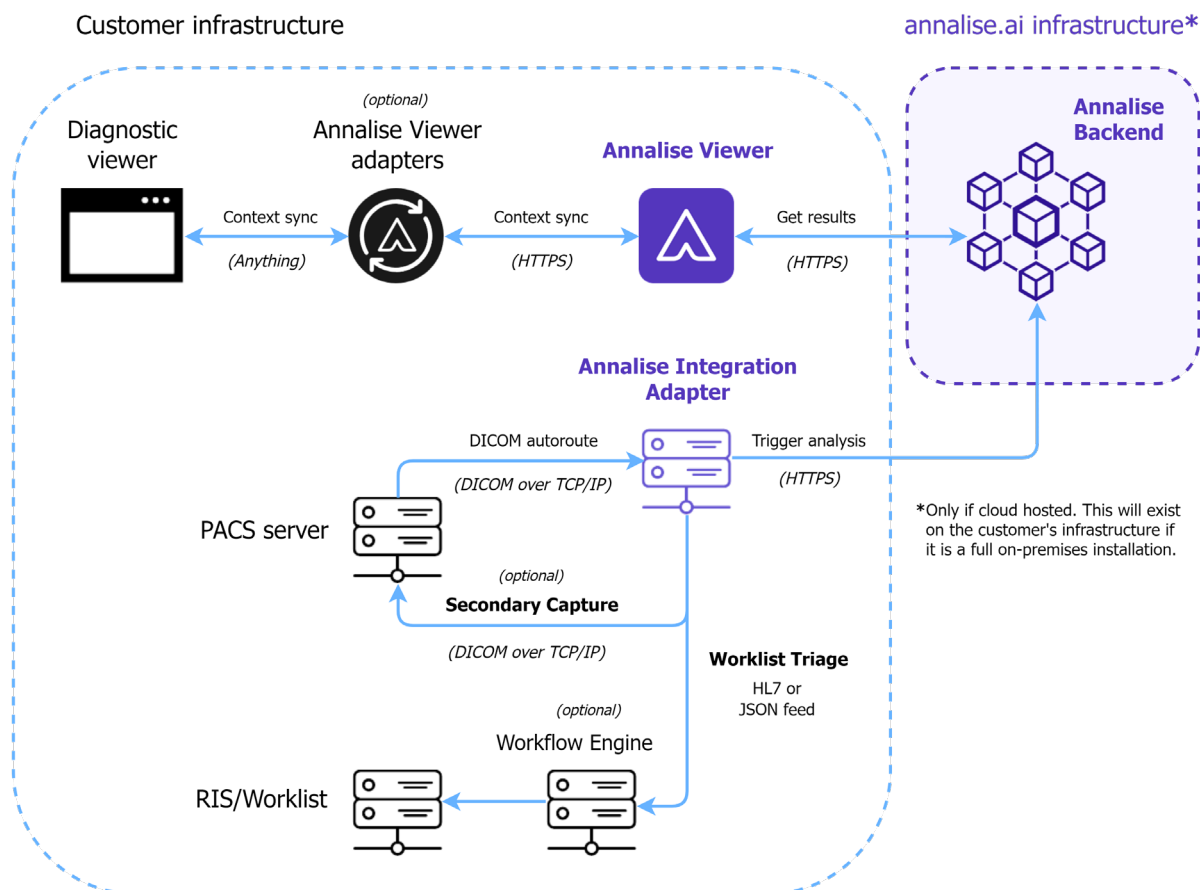 Customer infrastructure
annalise.ai infrastructure*
(optional)
Diagnostic
viewer
Annalise Viewer
adapters
Annalise Viewer
Annalise
Backend
Context sync
(Anything)
Context sync
(HTTPS)
Get results
(HTTPS)
Annalise Integration
Adapter
DICOM autoroute
(DICOM over TCP/IP)
Trigger analysis
(HTTPS)
PACS server
*Only if cloud hosted. This will exist
on the customer's infrastructure if
it is a full on-premises installation.
(optional)
Secondary Capture
(DICOM over TCP/IP)
Worklist Triage
HL7 or
JSON feed
(optional)
Workflow Engine
RIS/Worklist